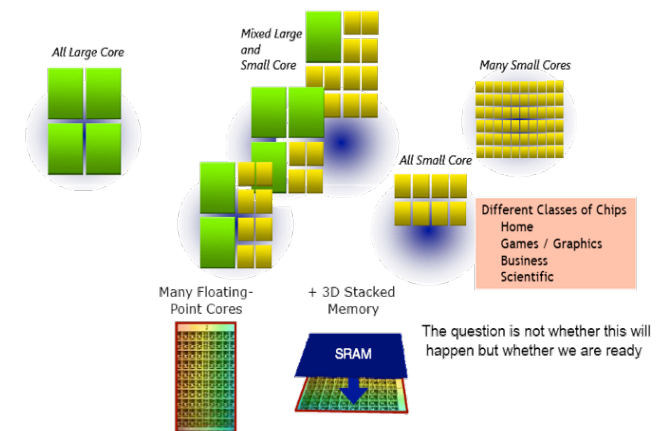 All Large Core
Mixed Large
and
Small Core
Many Small Cores
All Small Core
Different Classes of Chips
Home
Games / Graphics
Business
Scientific
Many Floating-
Point Cores
+ 3D Stacked
Memory
SRAM
The question is not whether this will
happen but whether we are ready